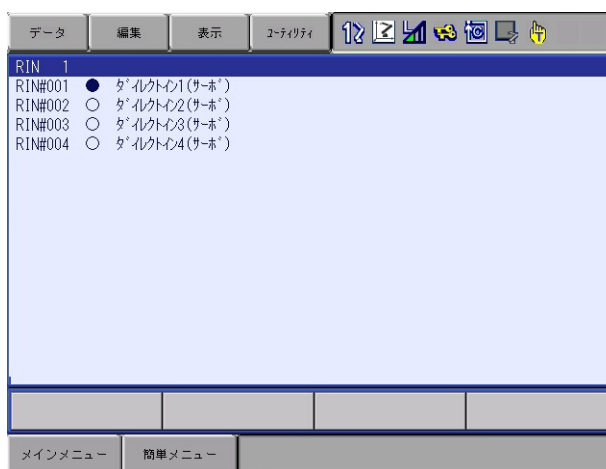 データ 編集 表示 ﾕｰﾃｨﾘﾃｨ
RIN 1
RIN#001 ● ﾀﾞｲﾚｸﾄｲﾝ1(ｻｰﾎﾞ)
RIN#002 ○ ﾀﾞｲﾚｸﾄｲﾝ2(ｻｰﾎﾞ)
RIN#003 ○ ﾀﾞｲﾚｸﾄｲﾝ3(ｻｰﾎﾞ)
RIN#004 ○ ﾀﾞｲﾚｸﾄｲﾝ4(ｻｰﾎﾞ)
メインメニュー 簡単メニュー